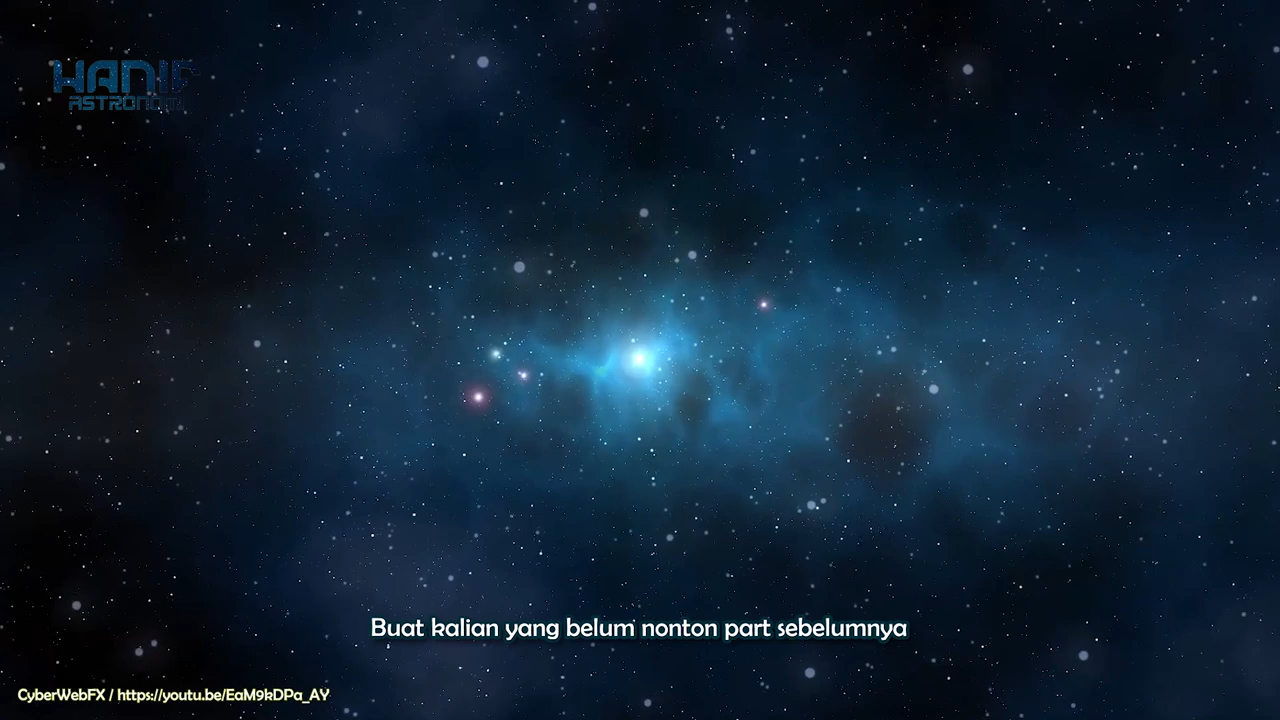 HANIF
ASTRONOMI
Buat kalian yang belum nonton part sebelumnya
CyberWebFX / https://youtu.be/EaM9kDPa_AY